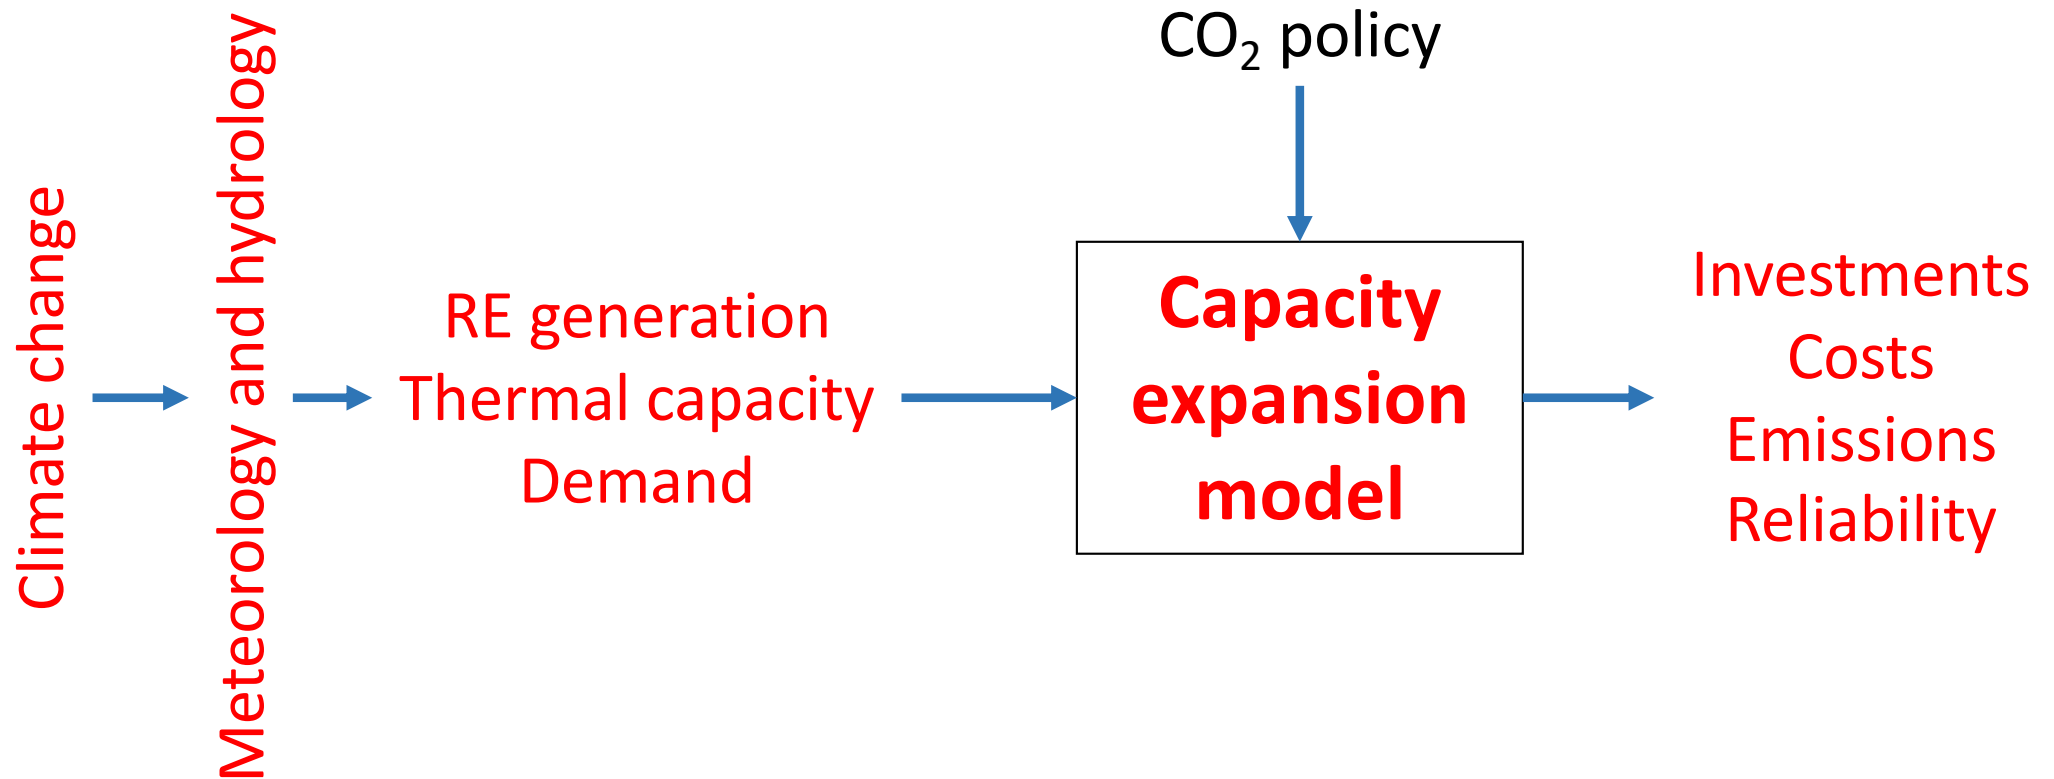 Climate change
Meteorology and hydrology
RE generation
Thermal capacity
Demand
CO₂ policy
Capacity
expansion
model
Investments
Costs
Emissions
Reliability